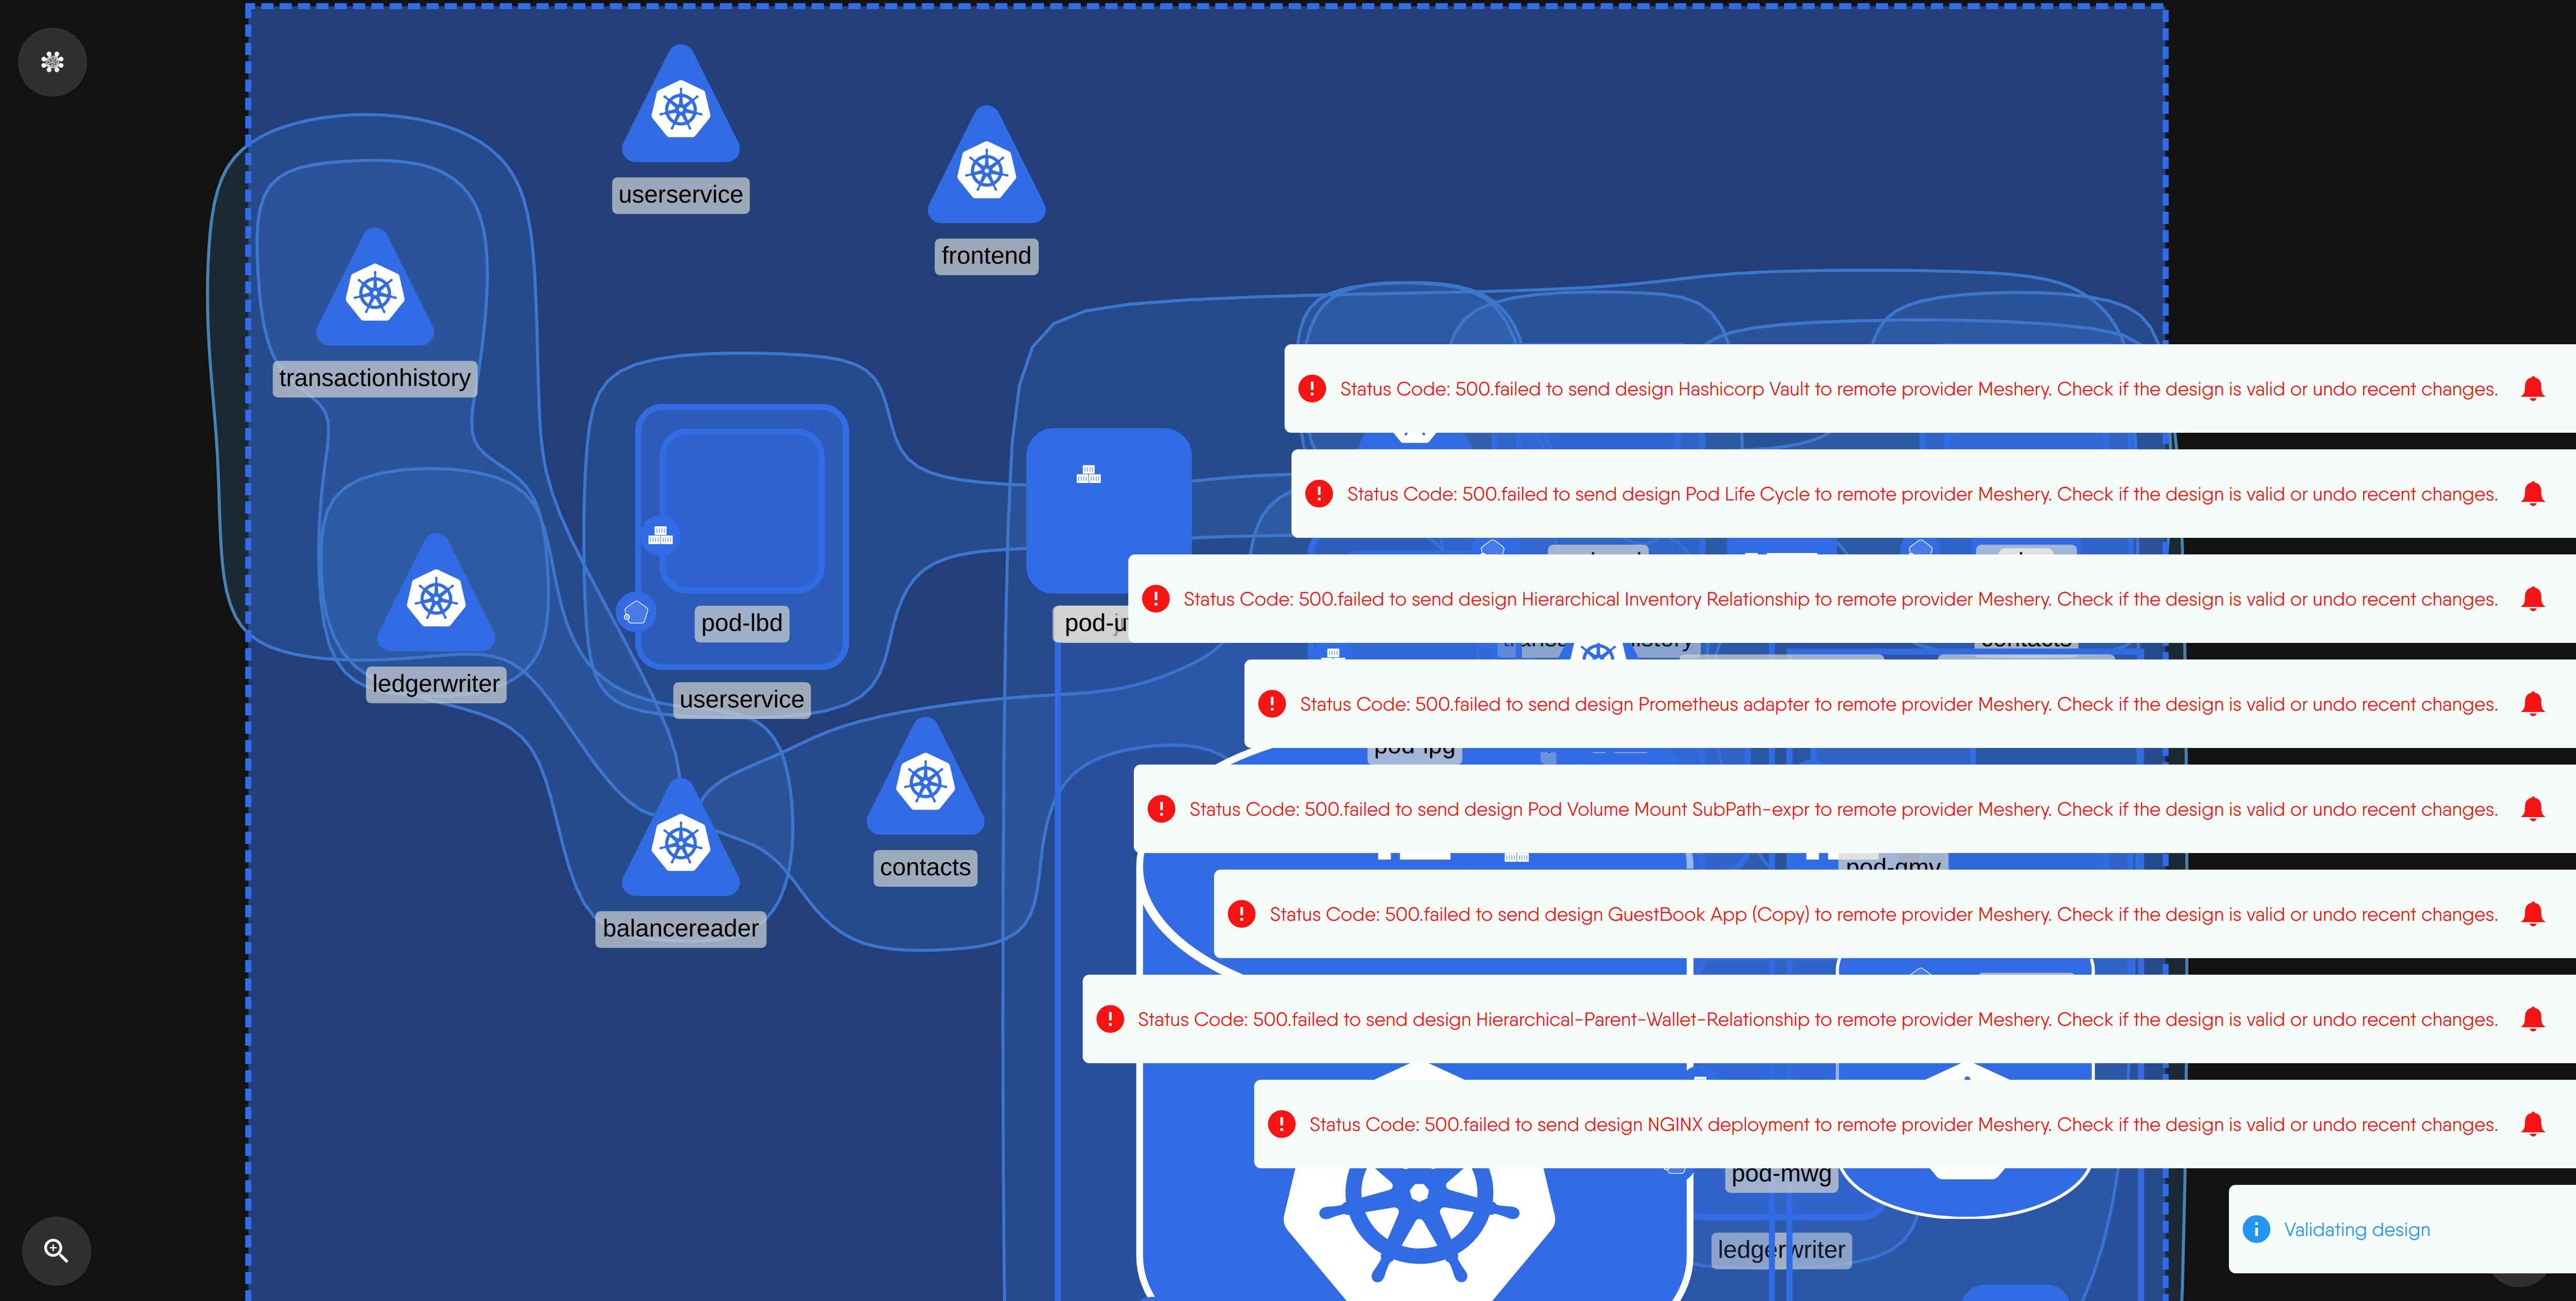 userservice
frontend
transactionhistory
Status Code: 500.failed to send design Hashicorp Vault to remote provider Meshery. Check if the design is valid or undo recent changes.
Status Code: 500.failed to send design Pod Life Cycle to remote provider Meshery. Check if the design is valid or undo recent changes.
Status Code: 500.failed to send design Hierarchical Inventory Relationship to remote provider Meshery. Check if the design is valid or undo recent changes.
pod-lbd
contacts
ledgerwriter
userservice
Status Code: 500.failed to send design Prometheus adapter to remote provider Meshery. Check if the design is valid or undo recent changes.
pod-lpg
Status Code: 500.failed to send design Pod Volume Mount SubPath-expr to remote provider Meshery. Check if the design is valid or undo recent changes.
contacts
pod-gmv
balancereader
Status Code: 500.failed to send design GuestBook App (Copy) to remote provider Meshery. Check if the design is valid or undo recent changes.
Status Code: 500.failed to send design Hierarchical-Parent-Wallet-Relationship to remote provider Meshery. Check if the design is valid or undo recent changes.
Status Code: 500.failed to send design NGINX deployment to remote provider Meshery. Check if the design is valid or undo recent changes.
pod-mwg
Validating design
ledgerwriter